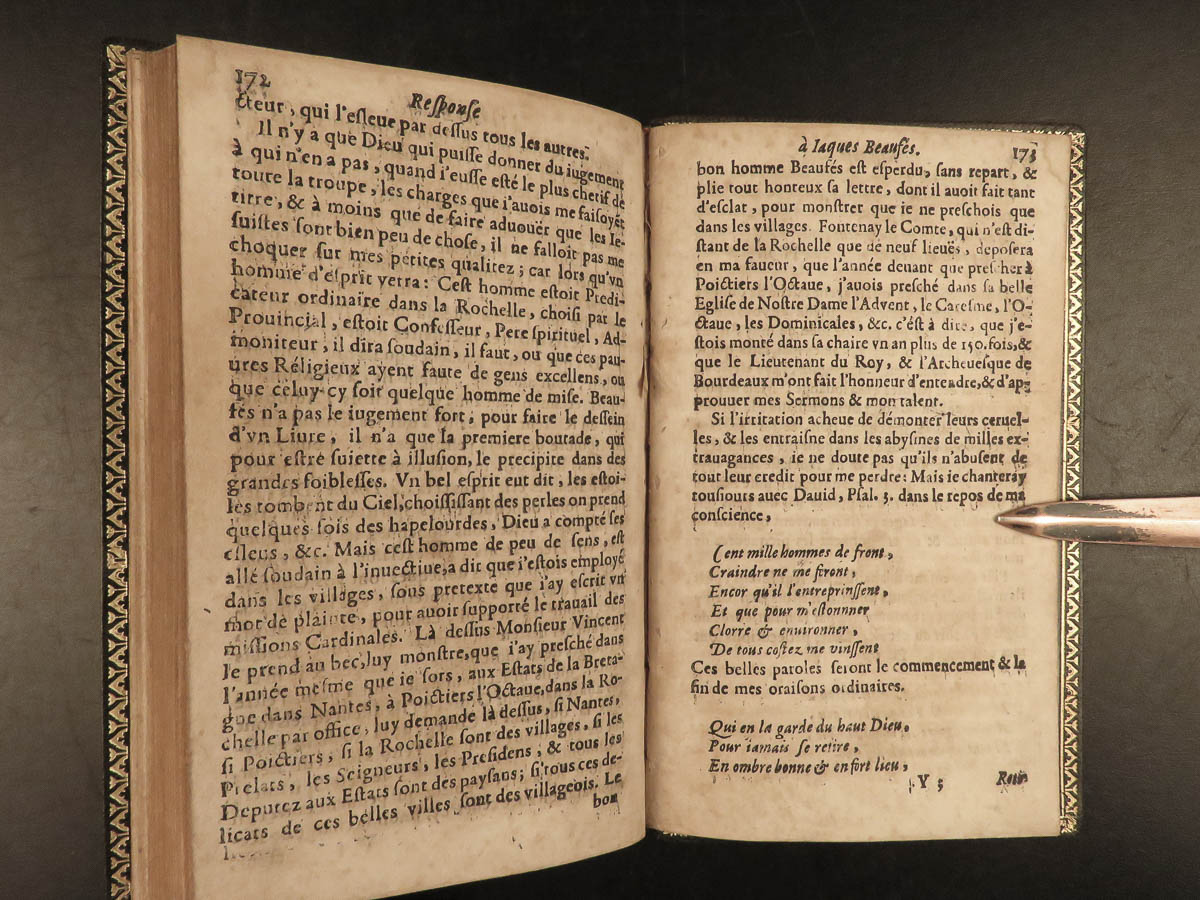 172
Response
cteur, qui l'esleue par dessus tous les autres.
Il n'y a que Dieu qui puisse donner du iugement
à qui n'en a pas, quand i'eusse esté le plus chetif de
toute la troupe, les charges que i'auois me faisoyẽt
titre, & à moins que de faire aduouër que les Ie-
suistes sont bien peu de chose, il ne falloit pas me
choquer sur mes petites qualitez; car lors qu'vn
homme d'esprit verra: Cest homme estoit Predi-
cateur ordinaire dans la Rochelle, choisi par le
Prouincial, estoit Confesseur, Pere spirituel, Ad-
moniteur, il dira soudain, il faut, ou que ces pau-
ures Réligieux ayent faute de gens excellens, ou
que celuy-cy soit quelque homme de mise. Beau-
fés n'a pas le iugement fort, pour faire le dessein
d'vn Liure, il n'a que la premiere boutade, qui
pour estre suiette à illusion, le precipite dans des
grandes foiblesses. Vn bel esprit eut dit, les estoi-
les tombent du Ciel, choisissant des perles on prend
quelques fois des hapelourdes, Dieu a compté ses
esleus, &c. Mais cest homme de peu de sens, est
allé soudain à l'inuectiue, a dit que i'estois employé
dans les villages, sous pretexte que i'ay escrit vn
mot de plainte, pour auoir supporté le trauail des
missions Cardinales. Là dessus Monsieur Vincent
le prend au bec, luy monstre, que i'ay presché dans
l'année mesme que ie sors, aux Estats de la Breta-
gne dans Nantes, à Poictiers l'Octaue, dans la Ro-
chelle par office, luy demande là dessus, si Nantes,
si Poictiers, si la Rochelle sont des villages, si les
Prelats, les Seigneurs, les Presidens, & tous les
Deputez aux Estats sont des paysans; si tous ces de-
licats de ces belles villes sont des villageois. Le
bon
à Iaques Beaufés.
173
bon homme Beaufés est esperdu, sans repart, &
plie tout honteux sa lettre, dont il auoit fait tant
d'esclat, pour monstrer que ie ne preschois que
dans les villages. Fontenay le Comte, qui n'est di-
stant de la Rochelle que de neuf lieuës, deposera
en ma faueur, que l'année deuant que prescher à
Poictiers l'Octaue, j'auois presché dans sa belle
Eglise de Nostre Dame l'Advent, le Caresme, l'O-
ctaue, les Dominicales, &c. c'ést à dire, que j'e-
stois monté dans sa chaire vn an plus de 150. fois, &
que le Lieutenant du Roy, & l'Archeuesque de
Bourdeaux m'ont fait l'honneur d'entendre, & d'ap-
prouuer mes Sermons & mon talent.
Si l'irritation acheue de démonter leurs ceruel-
les, & les entraisne dans les abysmes de milles ex-
trauagances, ie ne doute pas qu'ils n'abusent de
tout leur credit pour me perdre: Mais ie chanteray
tousiours auec Dauid, Psal. 3. dans le repos de ma
conscience,
Cent mille hommes de front,
Craindre ne me feront,
Encor qu'il l'entreprinssent,
Et que pour m'estonnner
Clorre & enuironner,
De tous costez me vinssent
Ces belles paroles seront le commencement & la
fin de mes oraisons ordinaires.
Qui en la garde du haut Dieu,
Pour iamais se retire,
En ombre bonne & en fort lieu,
Y 3
Retir